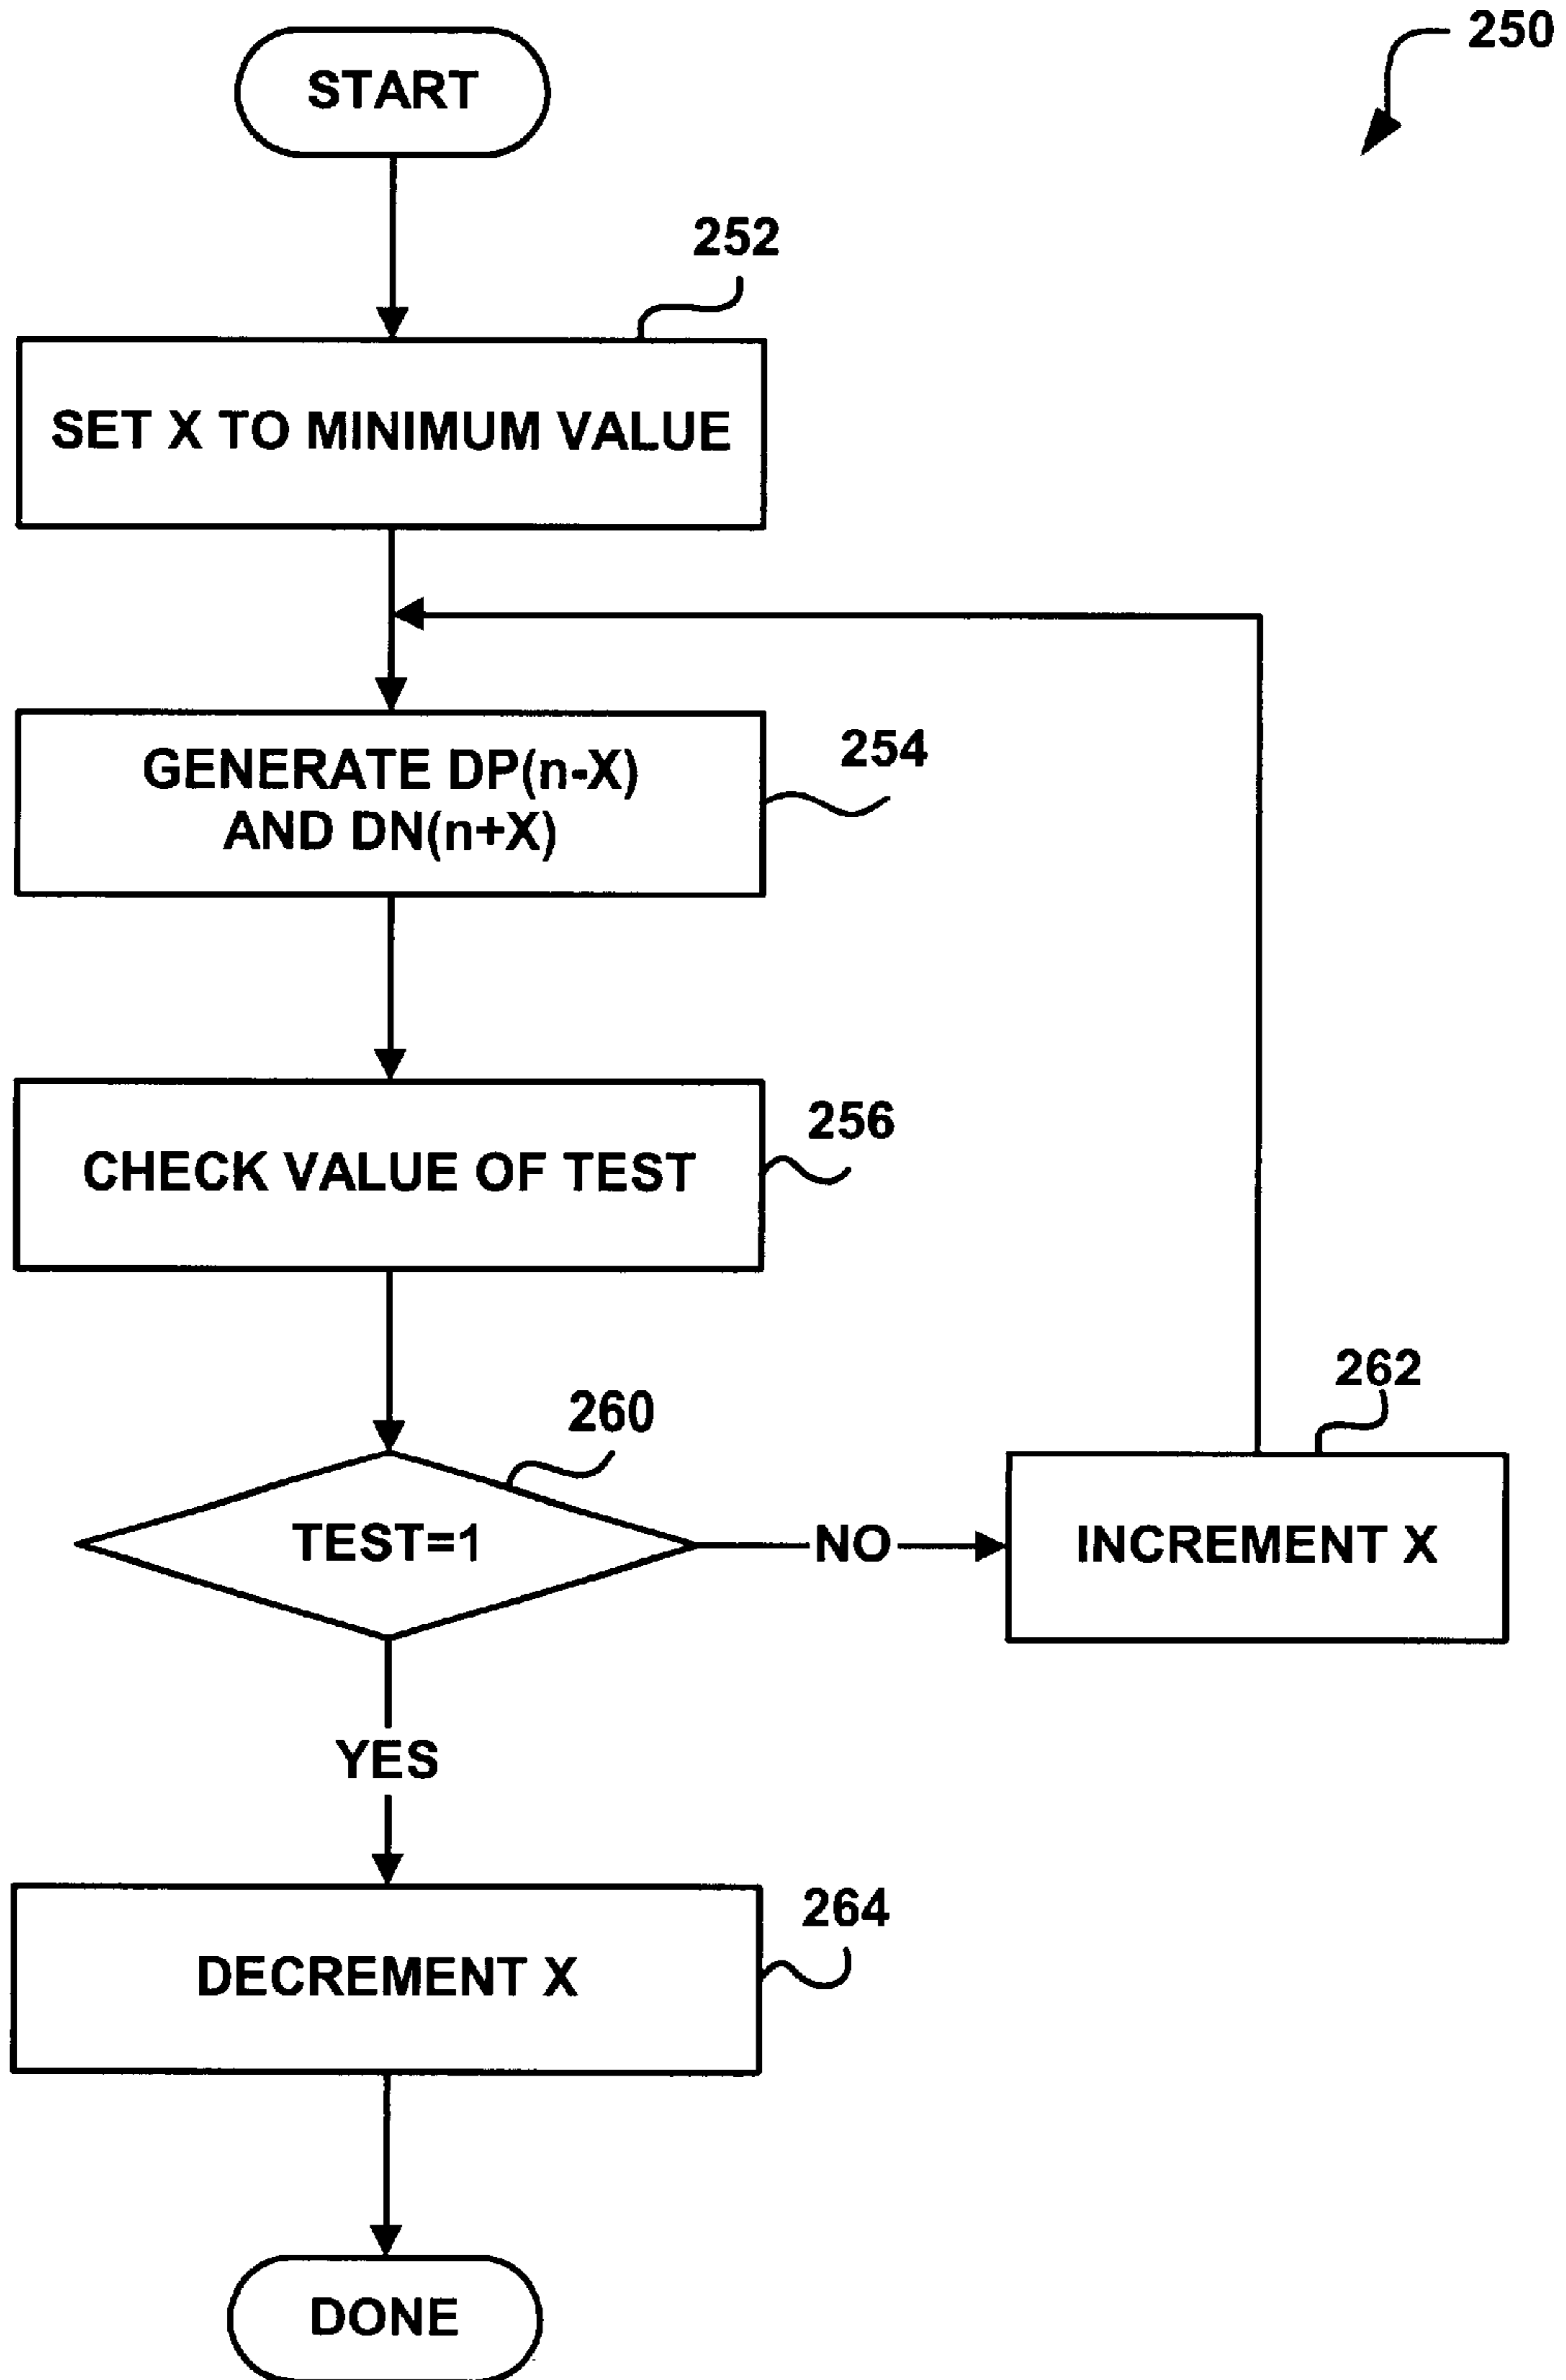 250
START
252
SET X TO MINIMUM VALUE
GENERATE DP(n-X)
AND DN(n+X)
254
CHECK VALUE OF TEST
256
260
TEST=1
NO
262
INCREMENT X
YES
DECREMENT X
264
DONE